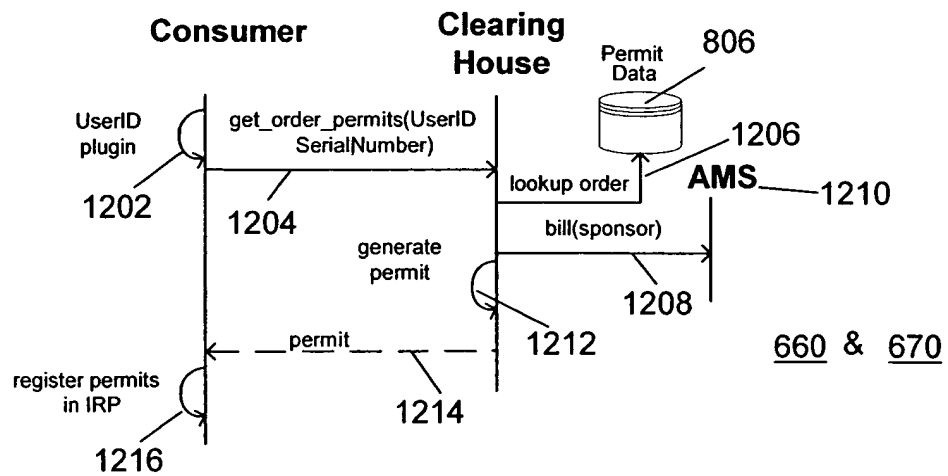 Consumer
Clearing
House
Permit
Data
806
UserID
plugin
get_order_permits(UserID
SerialNumber)
1206
lookup order
AMS
1210
1202
1204
bill(sponsor)
generate
permit
1208
1212
permit
660 & 670
register permits
in IRP
1214
1216